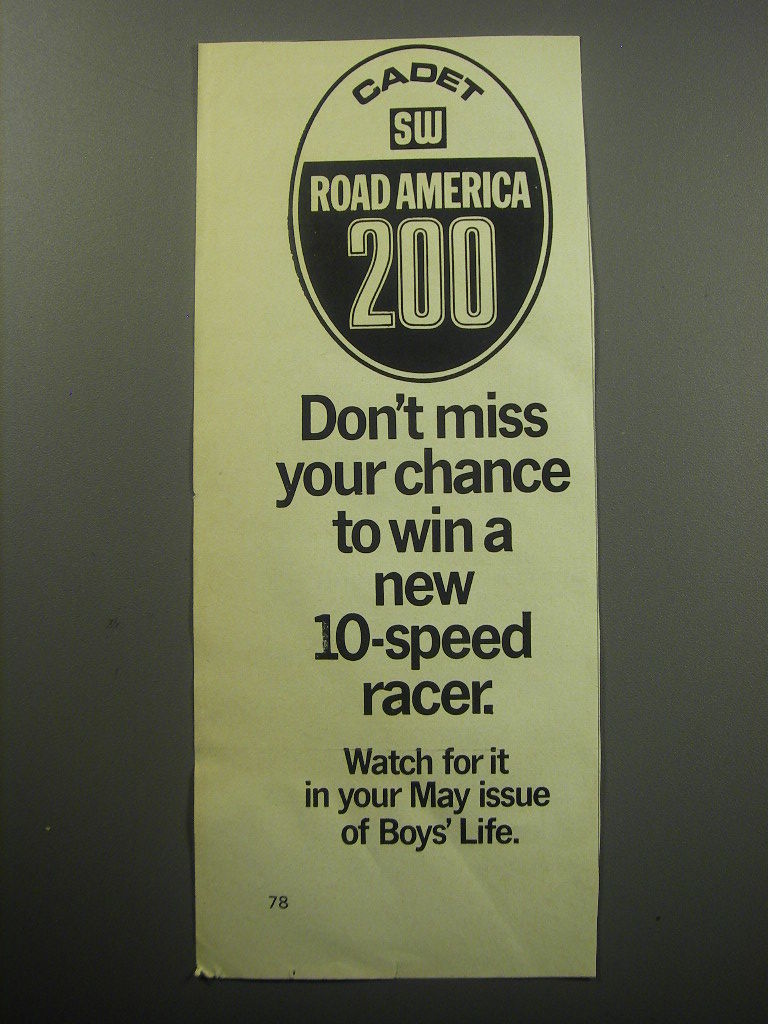 CADET
SW
ROAD AMERICA
200
Don't miss
your chance
to win a
new
10-speed
racer.
Watch for it
in your May issue
of Boys' Life.
78